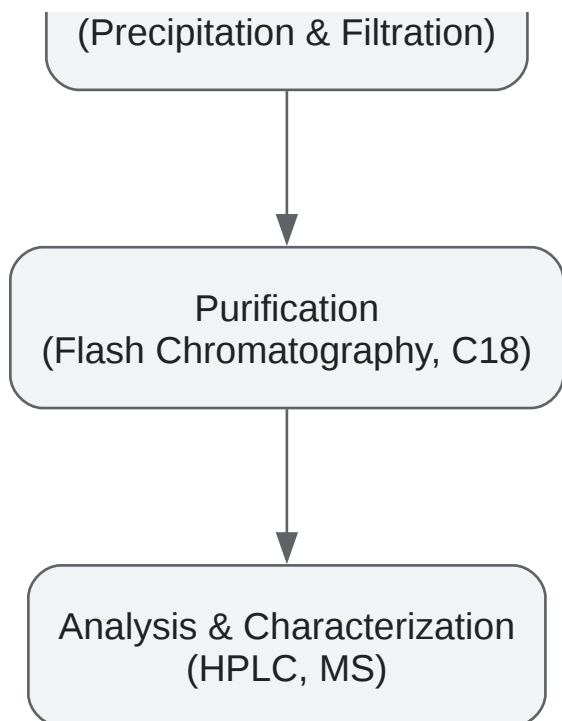 (Precipitation & Filtration)
Purification
(Flash Chromatography, C18)
Analysis & Characterization
(HPLC, MS)